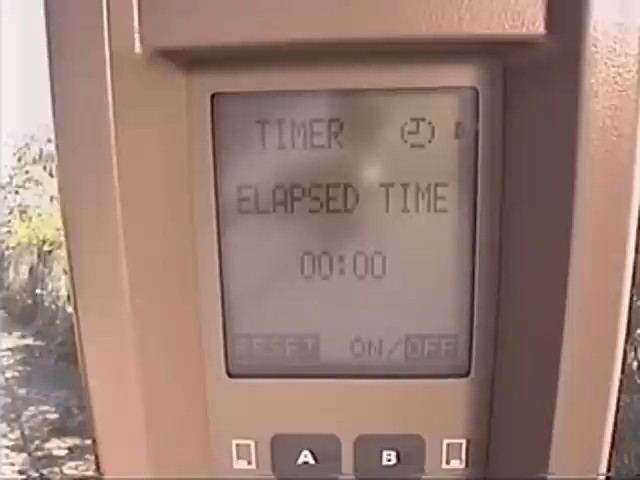 TIMER
ELAPSED TIME
00:00
RESET ON/OFF
A B